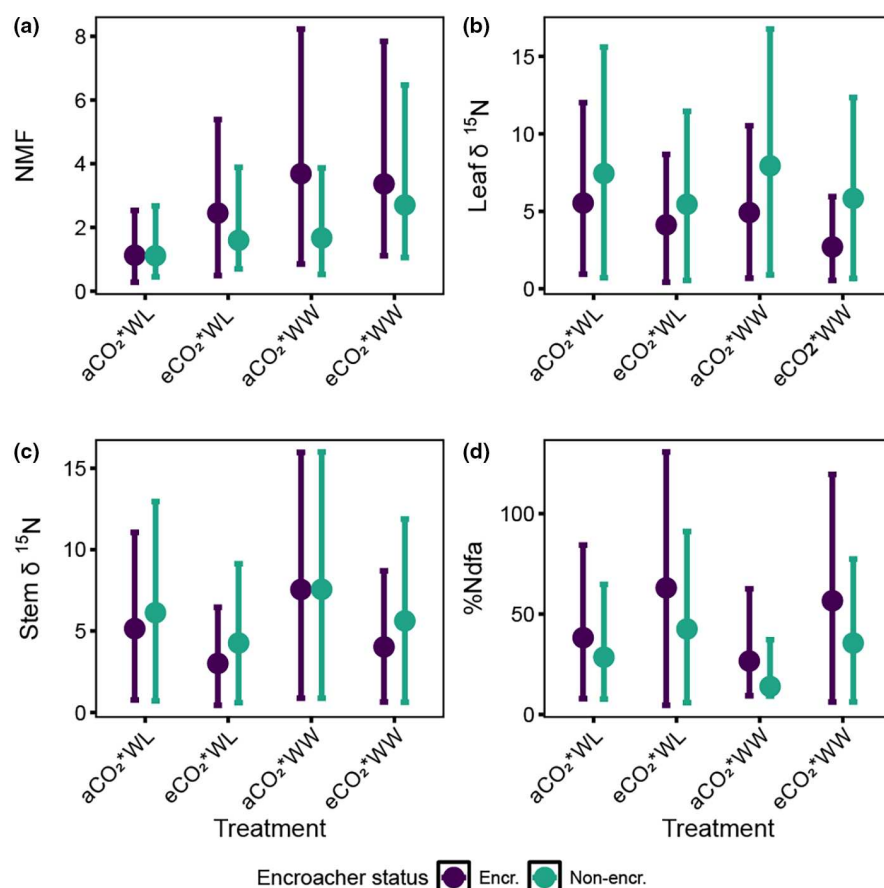 (a)
NMF
8
6
4
2
0
aCO₂*WL
eCO₂*WL
aCO₂*WW
eCO₂*WW
(b)
Leaf δ ¹⁵N
15
10
5
0
aCO₂*WL
eCO₂*WL
aCO₂*WW
eCO2*WW
(c)
Stem δ ¹⁵N
15
10
5
0
aCO₂*WL
eCO₂*WL
aCO₂*WW
eCO₂*WW
Treatment
(d)
%Ndfa
100
50
0
aCO₂*WL
eCO₂*WL
aCO₂*WW
eCO₂*WW
Treatment
Encroacher status Encr. Non-encr.